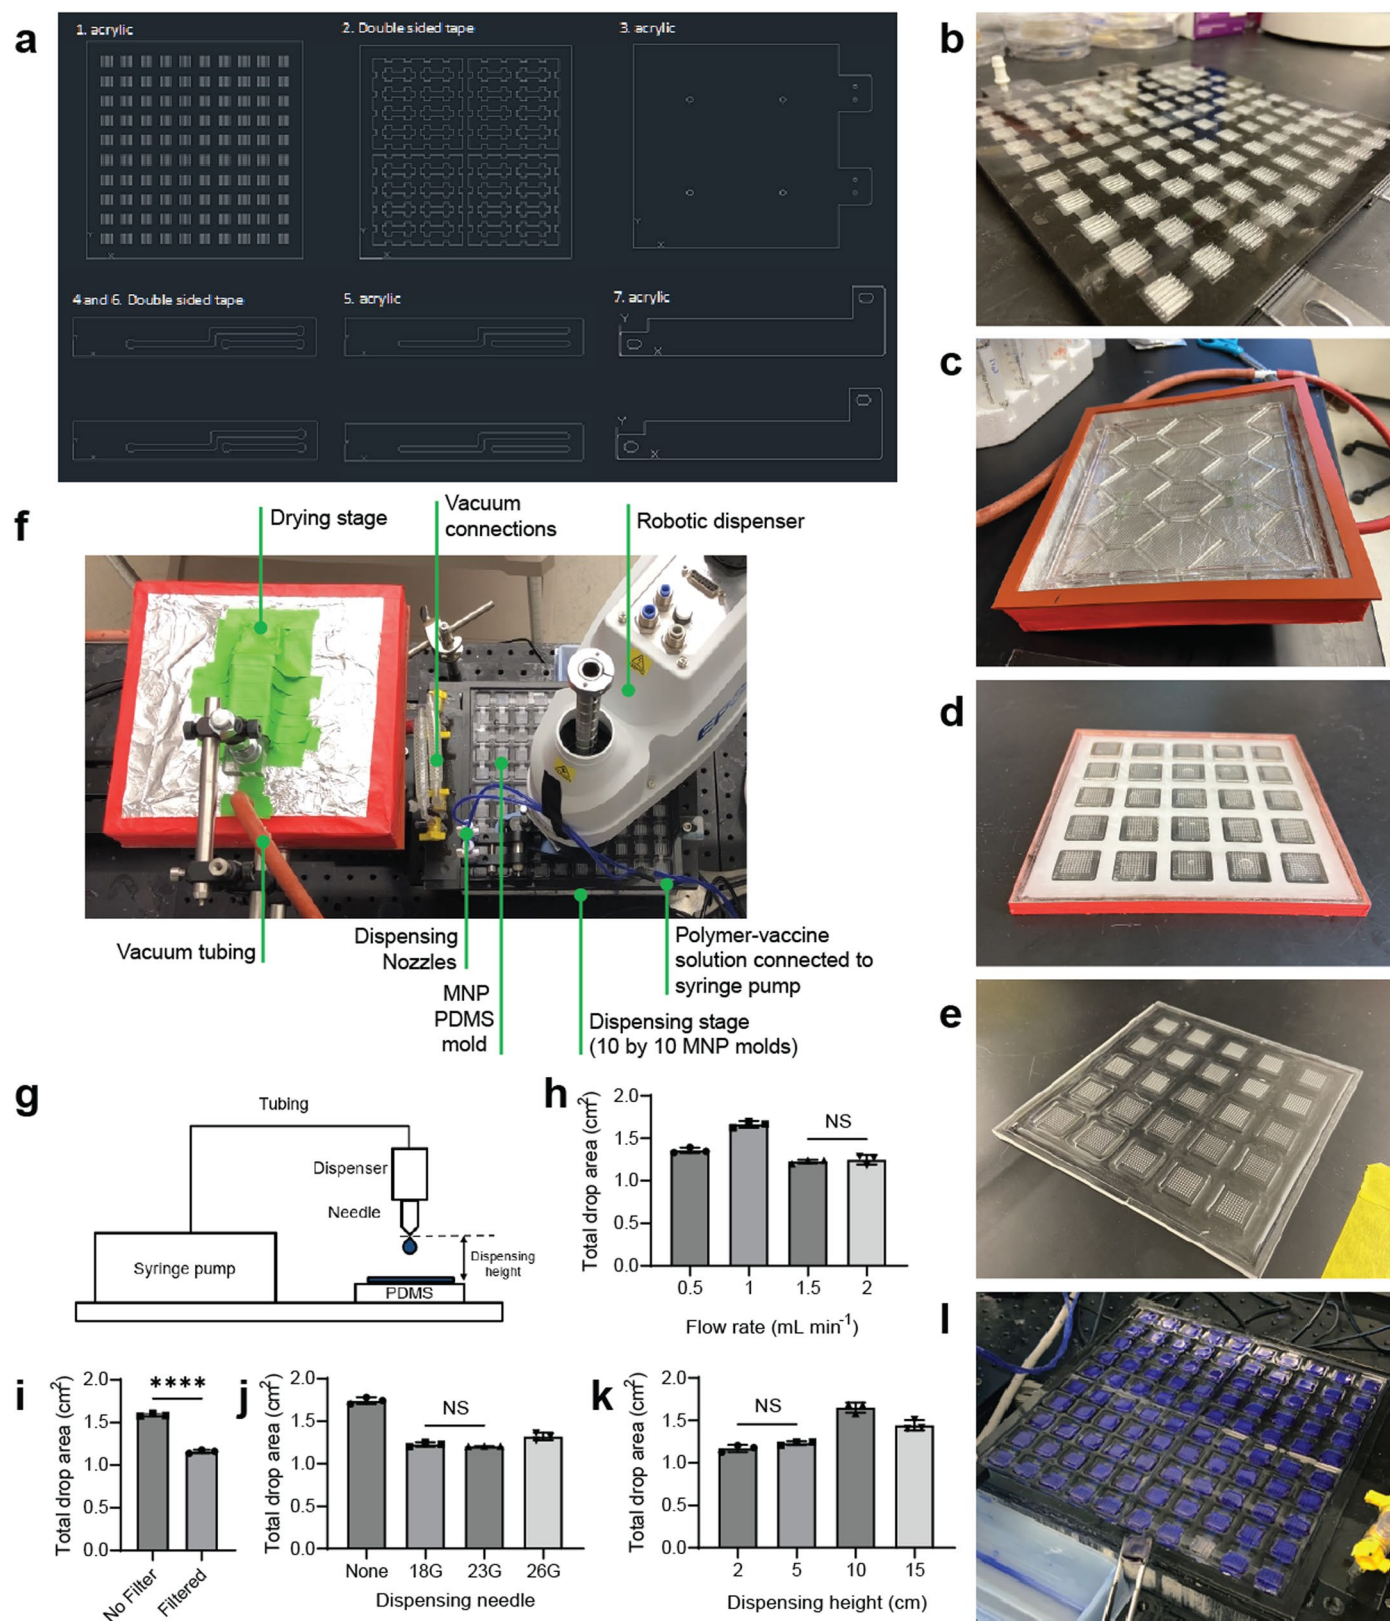 a
1. acrylic
2. Double sided tape
3. acrylic
4 and 6. Double sided tape
5. acrylic
7. acrylic
b
c
d
e
f
Drying stage
Vacuum
connections
Robotic dispenser
Vacuum tubing
Dispensing
Nozzles
MNP
PDMS
mold
Polymer-vaccine
solution connected to
syringe pump
Dispensing stage
(10 by 10 MNP molds)
g
Tubing
Dispenser
Needle
Syringe pump
Dispensing
height
PDMS
h
Total drop area (cm²)
2.0
1.5
1.0
0.5
0.0
NS
0.5 1 1.5 2
Flow rate (mL min⁻¹)
i
Total drop area (cm²)
2.0
1.5
1.0
0.5
0.0
****
No Filter
Filtered
j
Total drop area (cm²)
2.0
1.5
1.0
0.5
0.0
NS
None 18G 23G 26G
Dispensing needle
k
Total drop area (cm²)
2.0
1.5
1.0
0.5
0.0
NS
2 5 10 15
Dispensing height (cm)
l